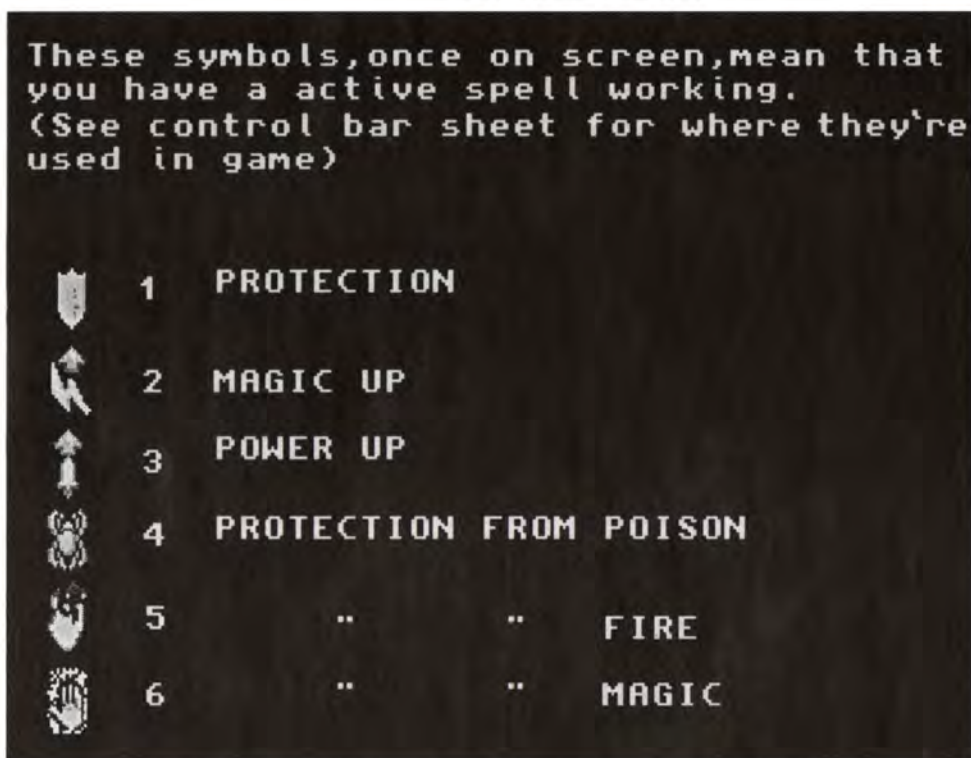 These symbols,once on screen,mean that
you have a active spell working.
(See control bar sheet for where they`re
used in game)
1 PROTECTION
2 MAGIC UP
3 POWER UP
4 PROTECTION FROM POISON
5 " " FIRE
6 " " MAGIC